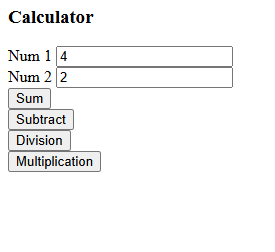 Calculator
Num 1 4
Num 2 2
Sum
Subtract
Division
Multiplication